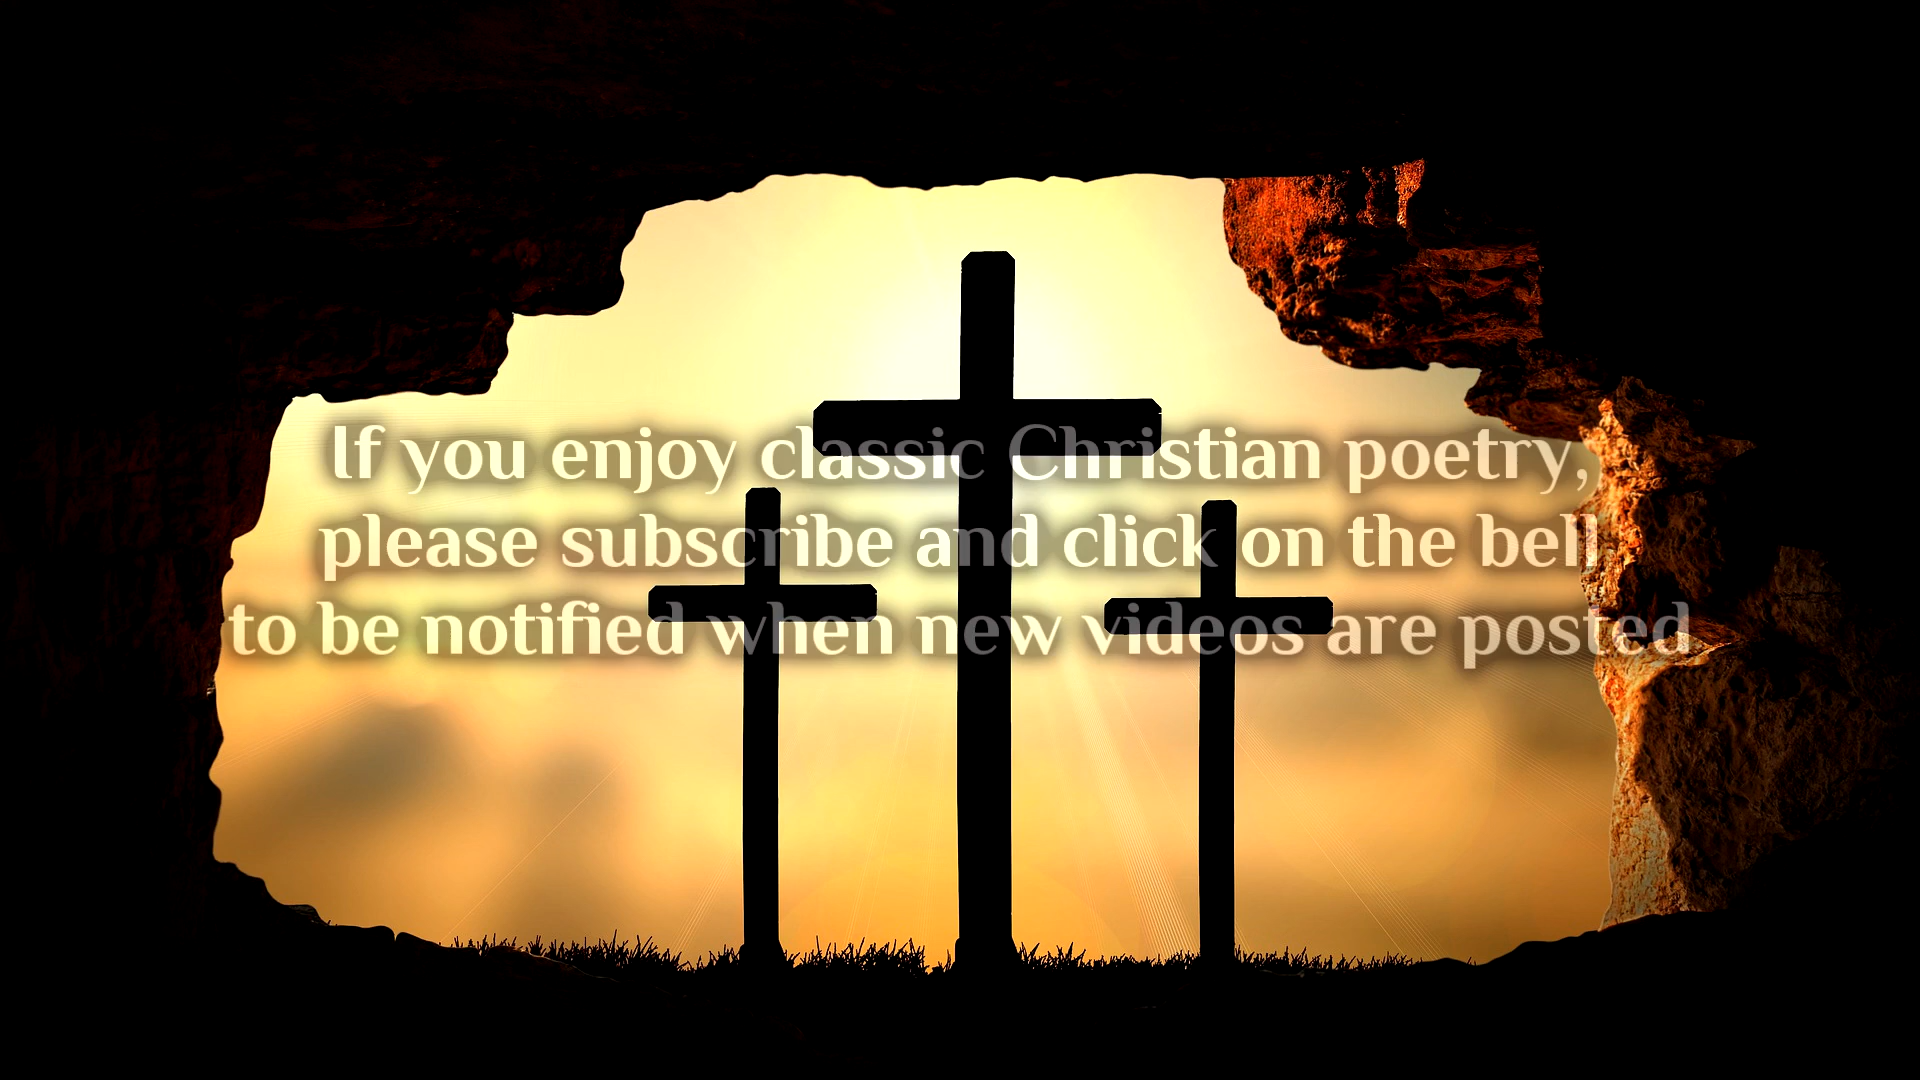 If you enjoy classic Christian poetry,
please subscribe and click on the bell
to be notified when new videos are posted